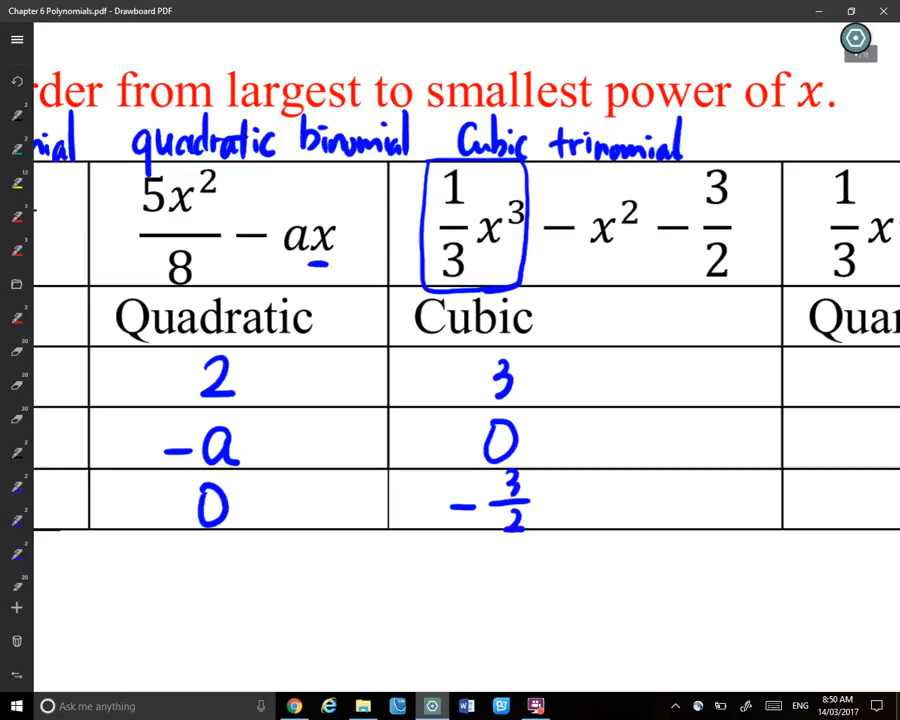 Chapter 6 Polynomials.pdf - Drawboard PDF
rder from largest to smallest power of x.
nial quadratic binomial Cubic trinomial
5x²/8 − ax 1/3 x³ − x² − 3/2 1/3 x
Quadratic Cubic Quar
2 3
-a 0
0 -3/2
Ask me anything
ENG
8:50 AM
14/03/2017